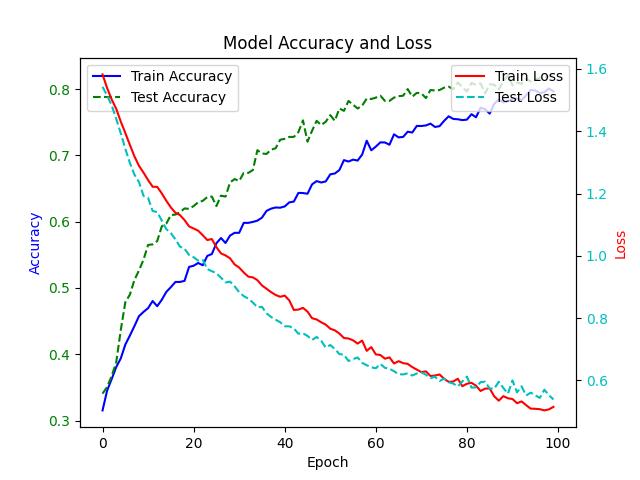 Model Accuracy and Loss
Train Accuracy
Test Accuracy
Train Loss
Test Loss
Accuracy
0.8
0.7
0.6
0.5
0.4
0.3
1.6
1.4
1.2
1.0
0.8
0.6
Loss
0 20 40 60 80 100
Epoch